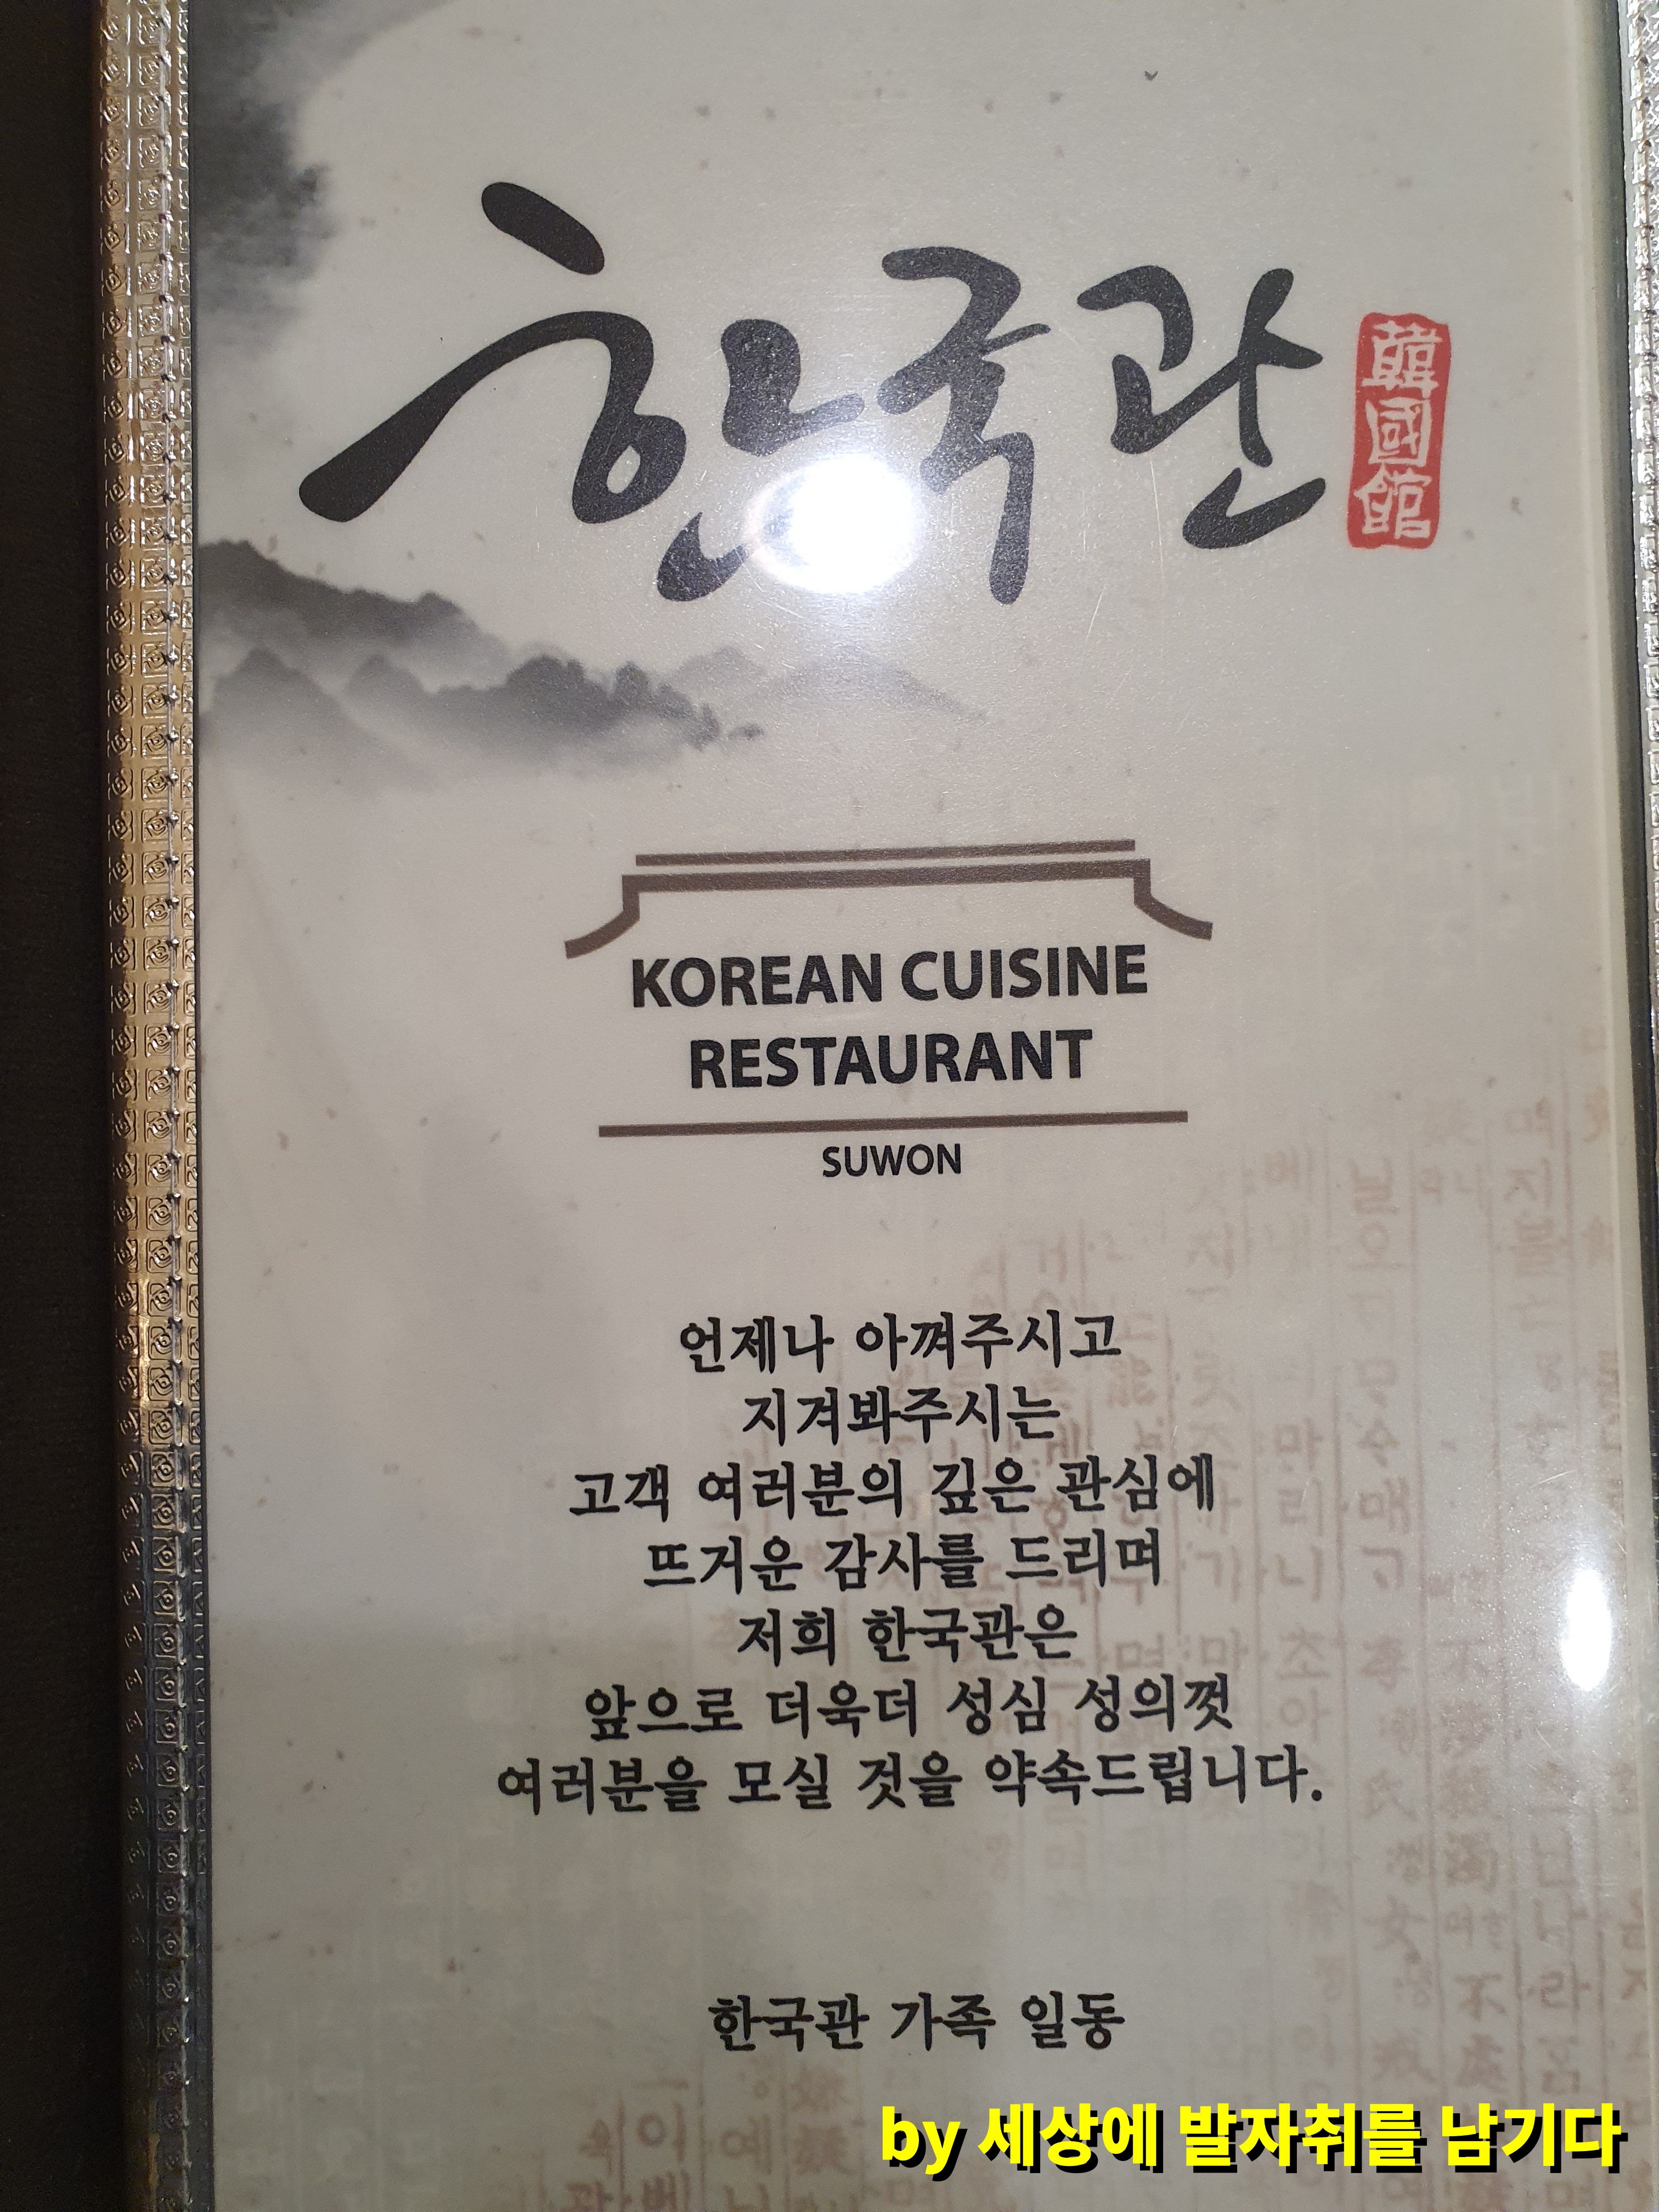 한국관
韓國館
KOREAN CUISINE
RESTAURANT
SUWON
언제나 아껴주시고
지겨봐주시는
고객 여러분의 깊은 관심에
뜨거운 감사를 드리며
저희 한국관은
앞으로 더욱더 성심 성의껏
여러분을 모실 것을 약속드립니다.
한국관 가족 일동
by 세상에 발자취를 남기다